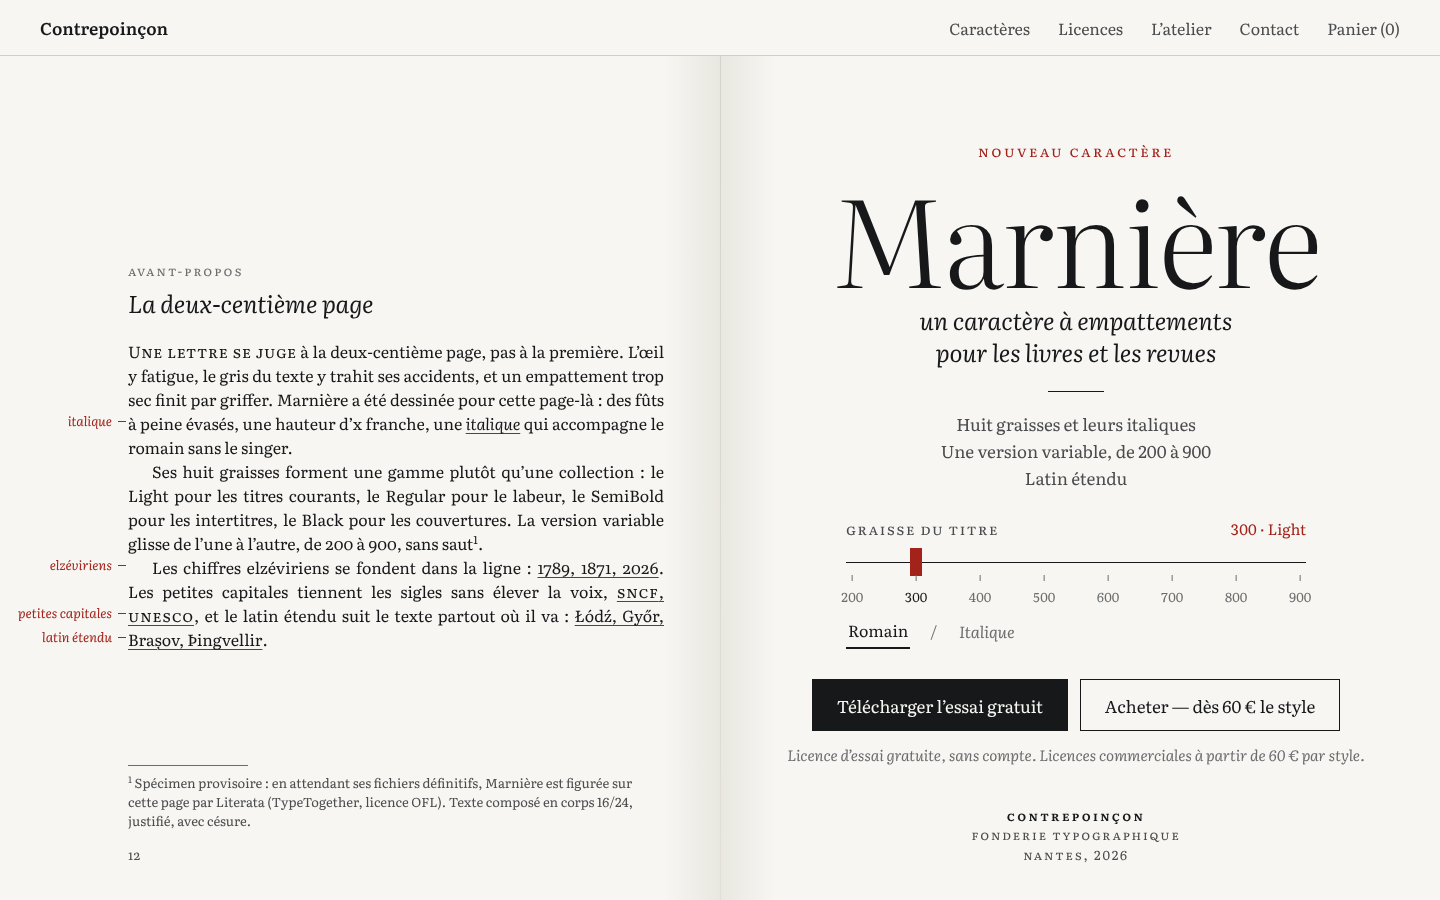 Contrepoinçon
Caractères Licences L’atelier Contact Panier (0)
AVANT-PROPOS
La deux-centième page
UNE LETTRE SE JUGE à la deux-centième page, pas à la première. L’œil
y fatigue, le gris du texte y trahit ses accidents, et un empattement trop
sec finit par griffer. Marnière a été dessinée pour cette page-là : des fûts
italique
à peine évasés, une hauteur d’x franche, une italique qui accompagne le
romain sans le singer.
Ses huit graisses forment une gamme plutôt qu’une collection : le
Light pour les titres courants, le Regular pour le labeur, le SemiBold
pour les intertitres, le Black pour les couvertures. La version variable
glisse de l’une à l’autre, de 200 à 900, sans saut¹.
elzéviriens
Les chiffres elzéviriens se fondent dans la ligne : 1789, 1871, 2026.
Les petites capitales tiennent les sigles sans élever la voix, SNCF,
petites capitales
UNESCO, et le latin étendu suit le texte partout où il va : Łódź, Győr,
latin étendu
Brașov, Þingvellir.
¹ Spécimen provisoire : en attendant ses fichiers définitifs, Marnière est figurée sur
cette page par Literata (TypeTogether, licence OFL). Texte composé en corps 16/24,
justifié, avec césure.
12
NOUVEAU CARACTÈRE
Marnière
un caractère à empattements
pour les livres et les revues
Huit graisses et leurs italiques
Une version variable, de 200 à 900
Latin étendu
GRAISSE DU TITRE 300 · Light
200 300 400 500 600 700 800 900
Romain / Italique
Télécharger l’essai gratuit
Acheter — dès 60 € le style
Licence d’essai gratuite, sans compte. Licences commerciales à partir de 60 € par style.
CONTREPOINÇON
FONDERIE TYPOGRAPHIQUE
NANTES, 2026